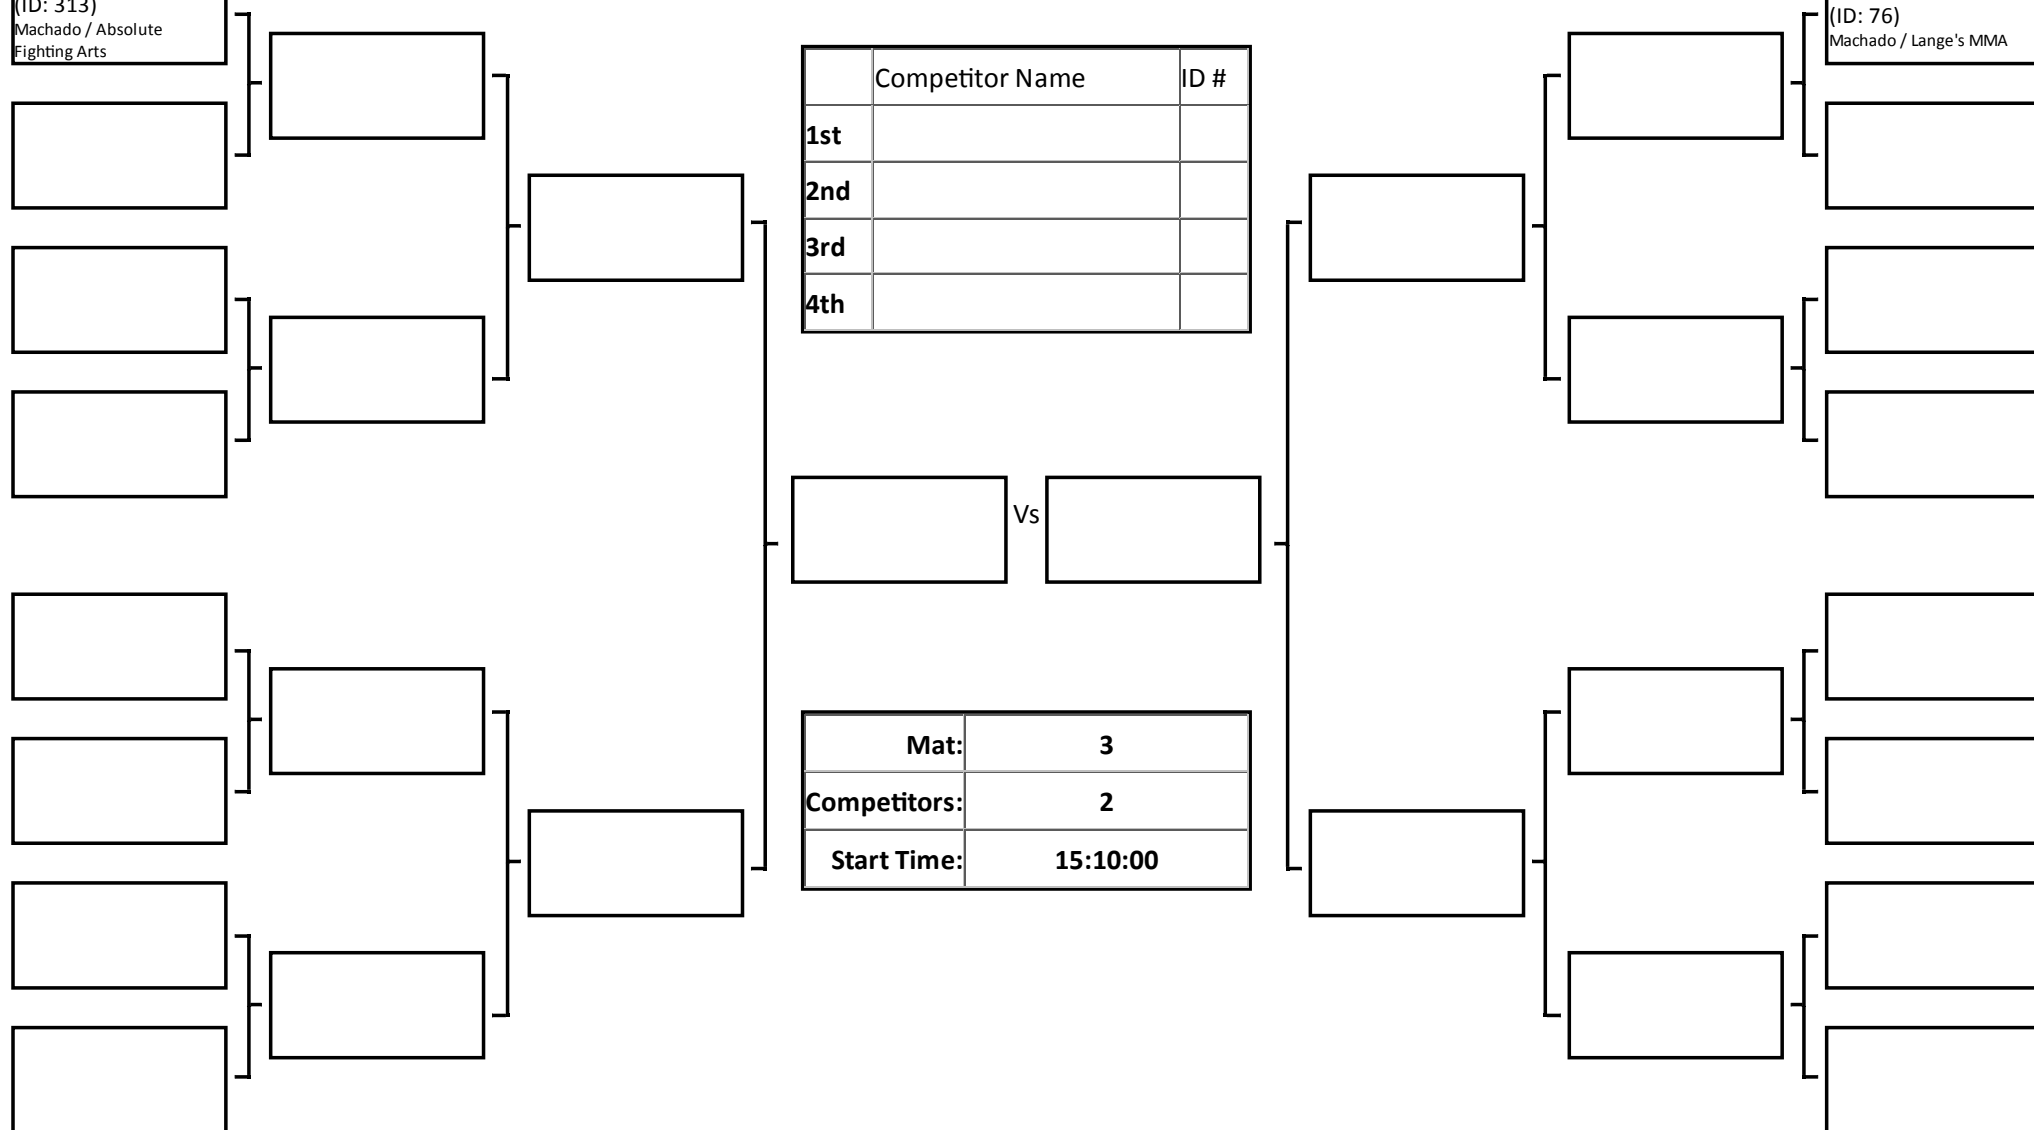 (ID: 313)
Machado / Absolute
Fighting Arts
(ID: 76)
Machado / Lange's MMA
Competitor Name ID #
1st
2nd
3rd
4th
Vs
Mat: 3
Competitors: 2
Start Time: 15:10:00